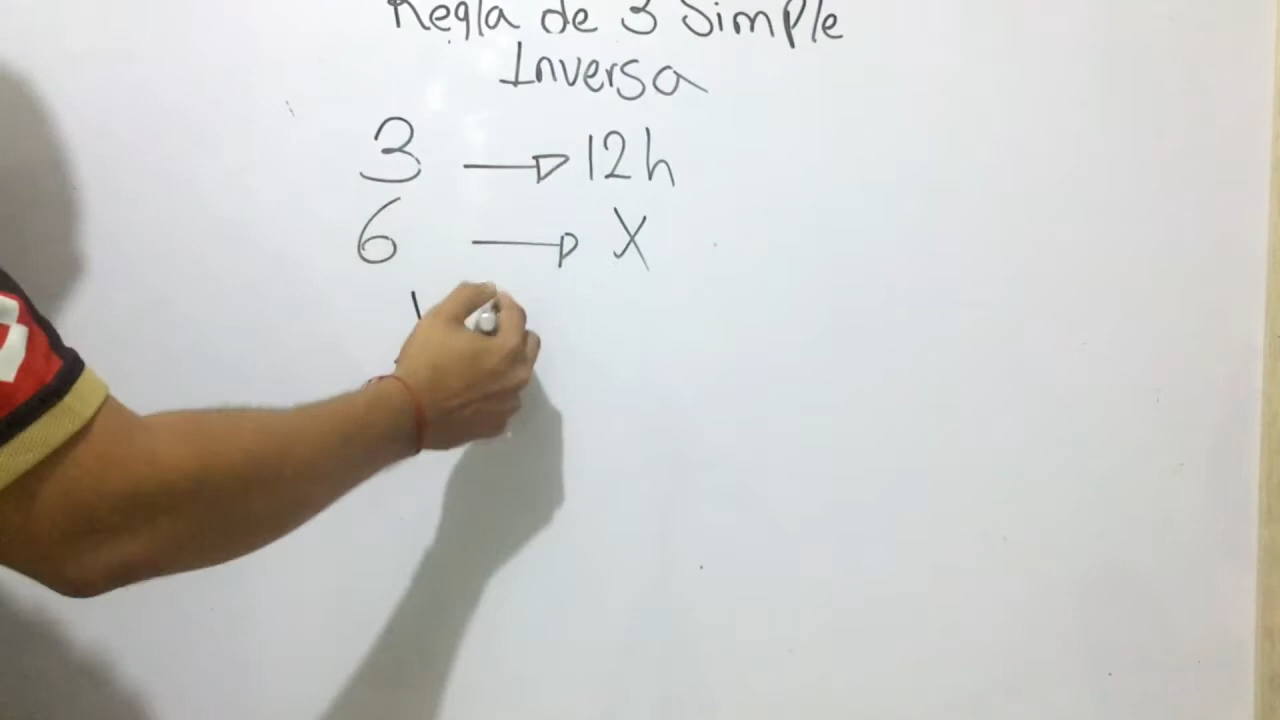 Regla de 3 Simple
Inversa
3 → 12h
6 → X